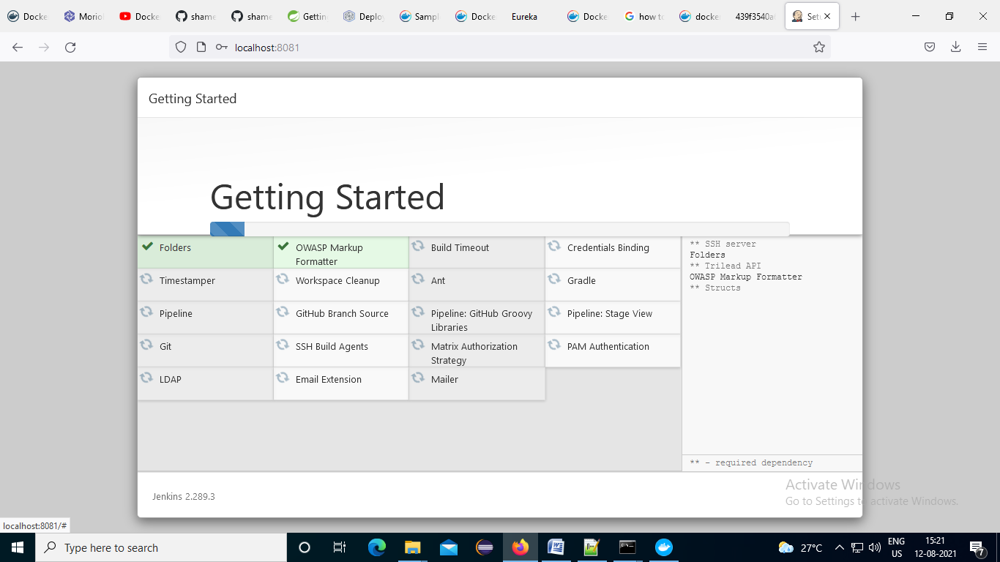 Docke
Moriol
Docke
shame
shame
Gettin
Deploy
Sampl
Docke
Eureka
Docke
how to
docke
439f3540a
Setu
localhost:8081
Getting Started
Getting Started
Folders
OWASP Markup
Formatter
Build Timeout
Credentials Binding
Timestamper
Workspace Cleanup
Ant
Gradle
Pipeline
GitHub Branch Source
Pipeline: GitHub Groovy
Libraries
Pipeline: Stage View
Git
SSH Build Agents
Matrix Authorization
Strategy
PAM Authentication
LDAP
Email Extension
Mailer
** SSH server
Folders
** Trilead API
OWASP Markup Formatter
** Structs
** - required dependency
Jenkins 2.289.3
Activate Windows
Go to Settings to activate Windows.
localhost:8081/#
Type here to search
27°C
ENG
US
15:21
12-08-2021
7